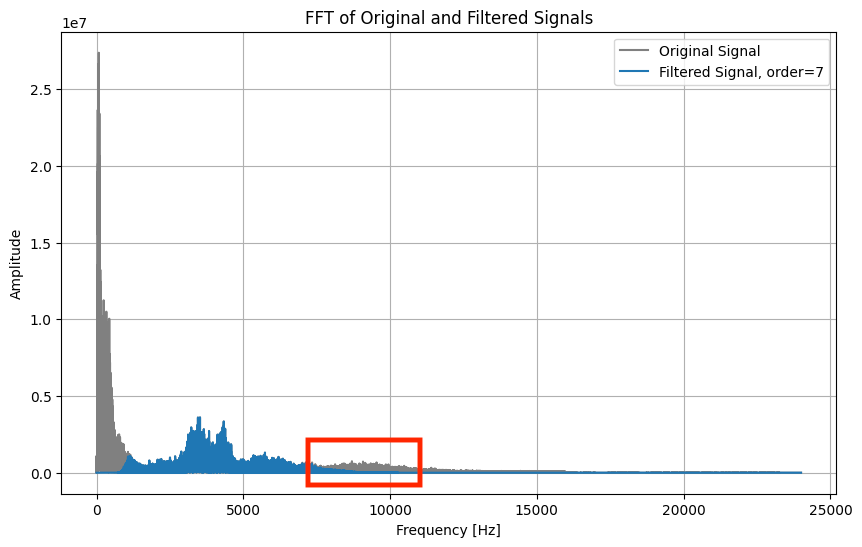 FFT of Original and Filtered Signals
1e7
Original Signal
Filtered Signal, order=7
2.5
2.0
1.5
1.0
0.5
0.0
Amplitude
0 5000 10000 15000 20000 25000
Frequency [Hz]